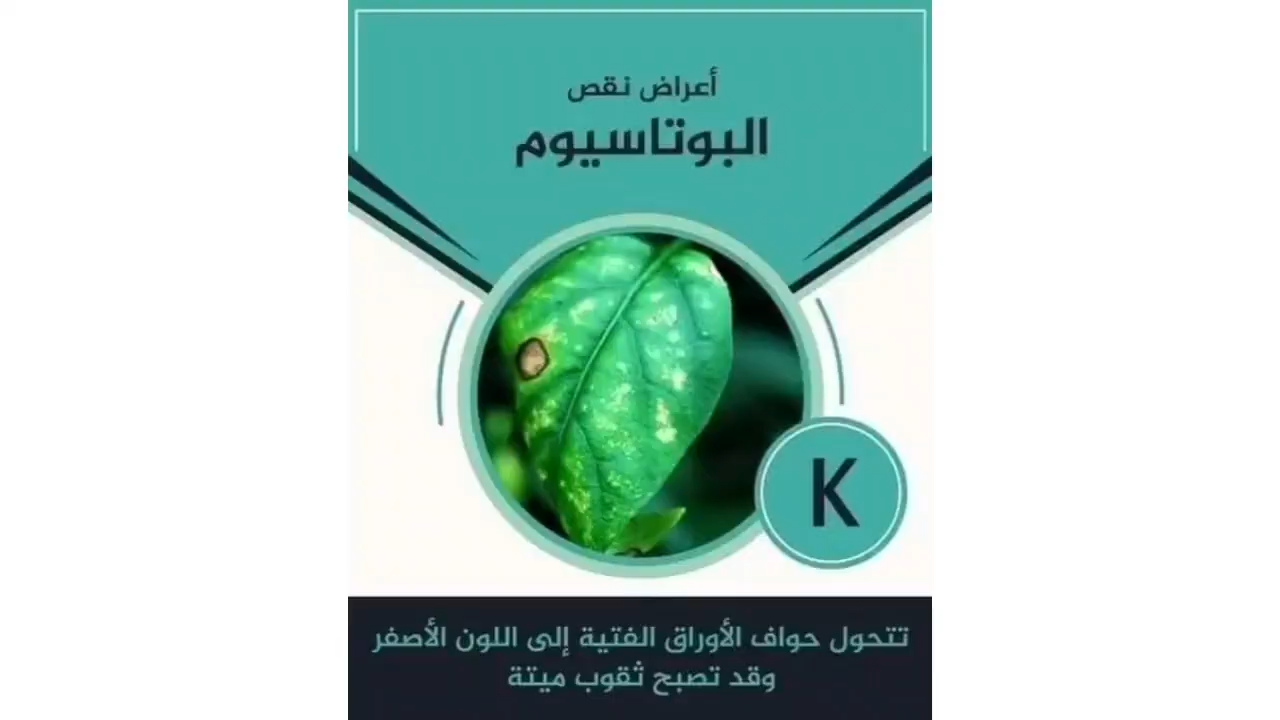 أعراض نقص
البوتاسيوم
K
تتحول حواف الأوراق الفتية إلى اللون الأصفر
وقد تصبح ثقوب ميتة